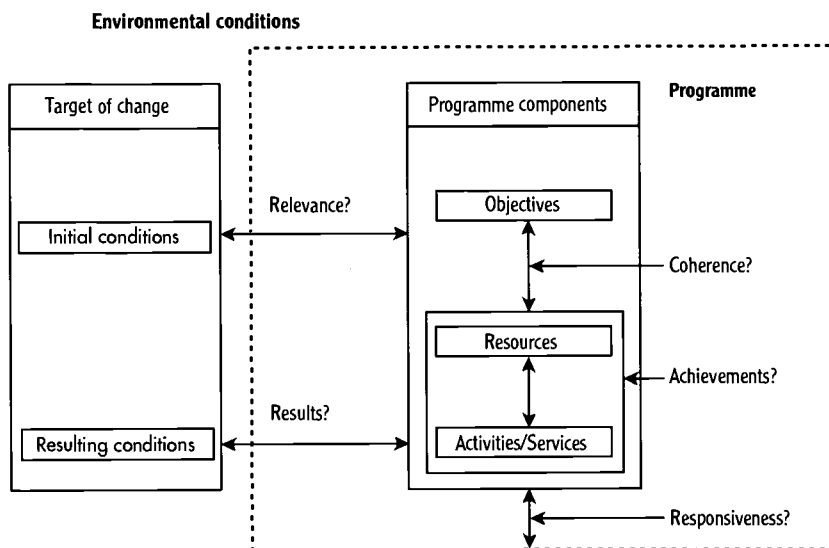 Environmental conditions
Target of change
Programme components
Programme
Relevance?
Objectives
Initial conditions
Coherence?
Resources
Achievements?
Results?
Resulting conditions
Activities/Services
Responsiveness?